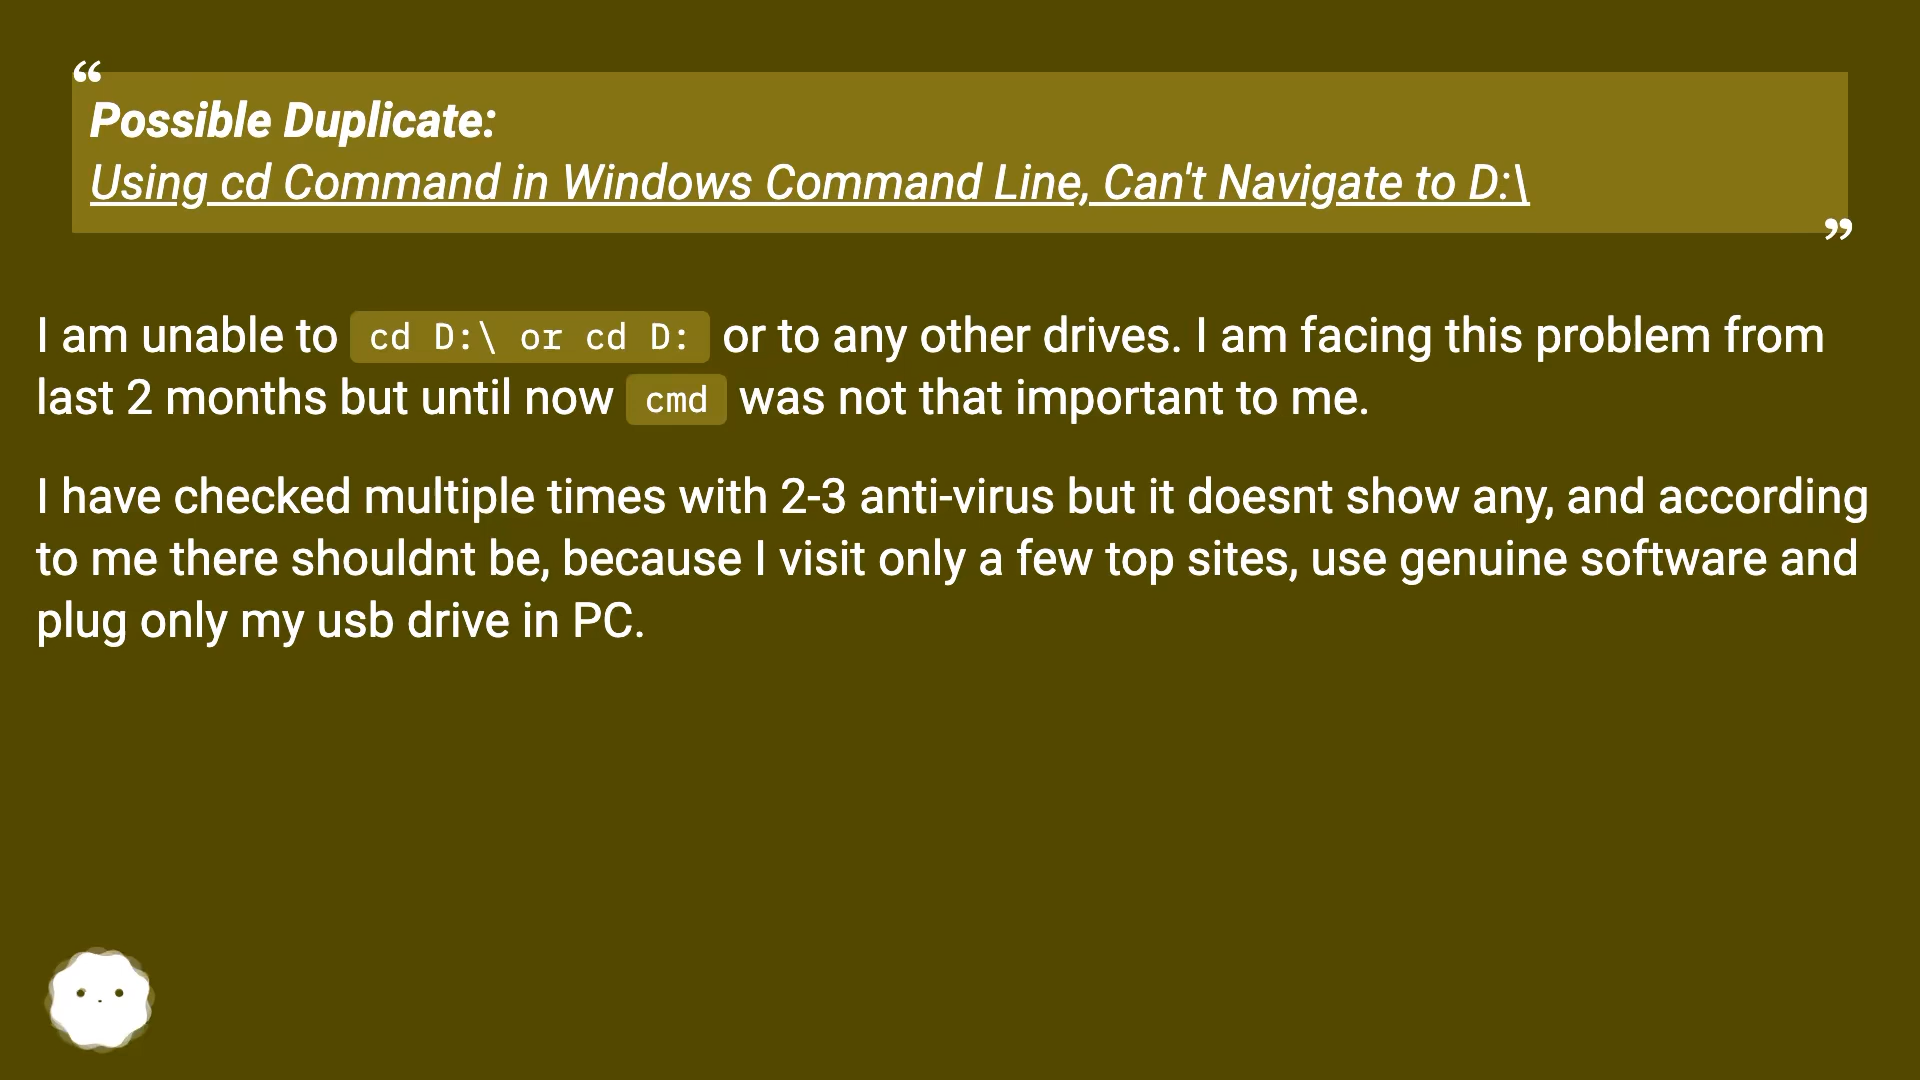 “
Possible Duplicate:
Using cd Command in Windows Command Line, Can't Navigate to D:\
”
I am unable to cd D:\ or cd D: or to any other drives. I am facing this problem from
last 2 months but until now cmd was not that important to me.
I have checked multiple times with 2-3 anti-virus but it doesnt show any, and according
to me there shouldnt be, because I visit only a few top sites, use genuine software and
plug only my usb drive in PC.